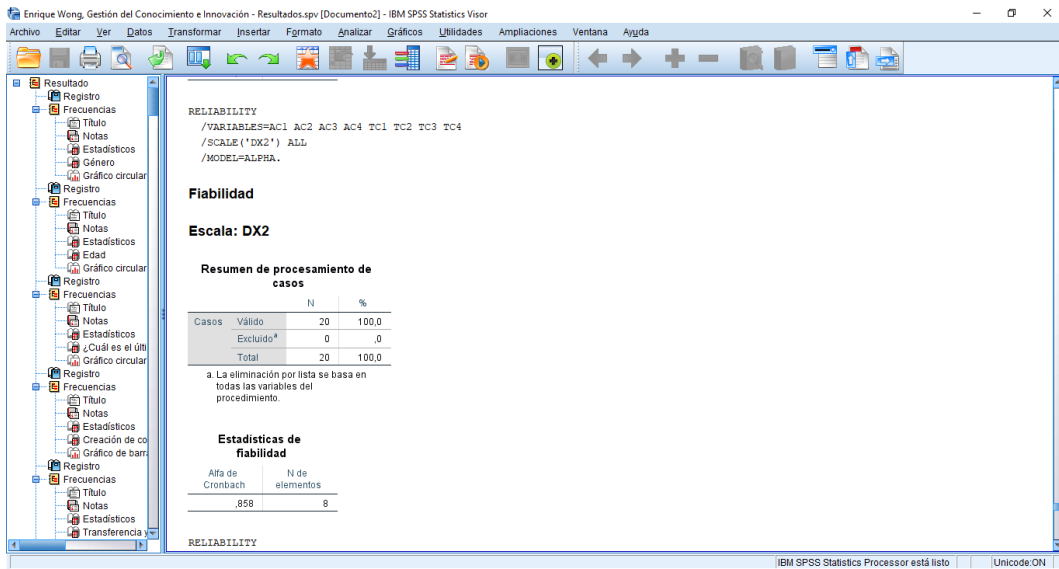 Enrique Wong, Gestión del Conocimiento e Innovación - Resultados.spv [Documento2] - IBM SPSS Statistics Visor
Archivo Editar Ver Datos Transformar Insertar Formato Analizar Gráficos Utilidades Ampliaciones Ventana Ayuda
Resultado
Registro
Frecuencias
Título
Notas
Estadísticos
Género
Gráfico circular
Registro
Frecuencias
Título
Notas
Estadísticos
Edad
Gráfico circular
Registro
Frecuencias
Título
Notas
Estadísticos
¿Cuál es el últi
Gráfico circular
Registro
Frecuencias
Título
Notas
Estadísticos
Creación de co
Gráfico de barr
Registro
Frecuencias
Título
Notas
Estadísticos
Transferencia y
RELIABILITY
/VARIABLES=AC1 AC2 AC3 AC4 TC1 TC2 TC3 TC4
/SCALE('DX2') ALL
/MODEL=ALPHA.
Fiabilidad
Escala: DX2
Resumen de procesamiento de
casos
N %
Casos Válido 20 100,0
Excluido a 0 ,0
Total 20 100,0
a. La eliminación por lista se basa en
todas las variables del
procedimiento.
Estadísticas de
fiabilidad
Alfa de N de
Cronbach elementos
,858 8
RELIABILITY
IBM SPSS Statistics Processor está listo Unicode:ON